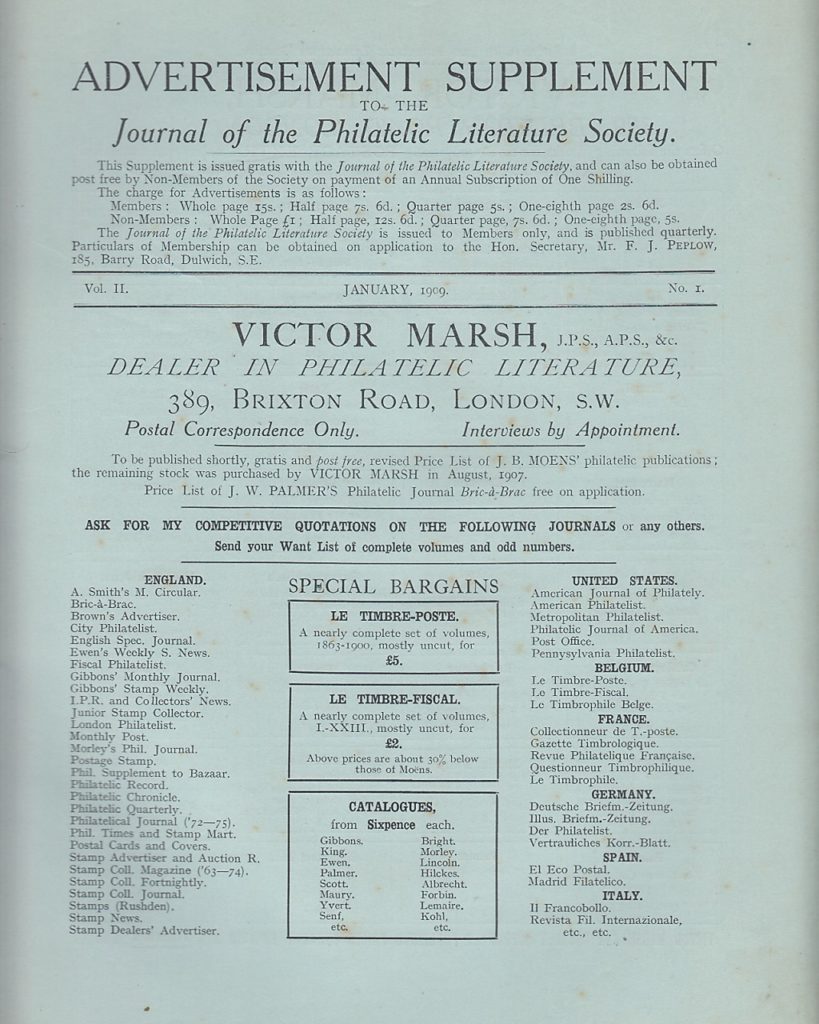 ADVERTISEMENT SUPPLEMENT
TO THE
Journal of the Philatelic Literature Society.
This Supplement is issued gratis with the Journal of the Philatelic Literature Society, and can also be obtained
post free by Non-Members of the Society on payment of an Annual Subscription of One Shilling.
The charge for Advertisements is as follows:
Members: Whole page 15s.; Half page 7s. 6d.; Quarter page 5s.; One-eighth page 2s. 6d.
Non-Members: Whole Page £1; Half page, 12s. 6d.; Quarter page, 7s. 6d.; One-eighth page, 5s.
The Journal of the Philatelic Literature Society is issued to Members only, and is published quarterly.
Particulars of Membership can be obtained on application to the Hon. Secretary, Mr. F. J. PEPLOW,
185, Barry Road, Dulwich, S.E.
Vol. II. JANUARY, 1909. No. 1.
VICTOR MARSH, J.P.S., A.P.S., &c.
DEALER IN PHILATELIC LITERATURE,
389, BRIXTON ROAD, LONDON, S.W.
Postal Correspondence Only. Interviews by Appointment.
To be published shortly, gratis and post free, revised Price List of J. B. MOENS' philatelic publications;
the remaining stock was purchased by VICTOR MARSH in August, 1907.
Price List of J. W. PALMER'S Philatelic Journal Bric-à-Brac free on application.
ASK FOR MY COMPETITIVE QUOTATIONS ON THE FOLLOWING JOURNALS or any others.
Send your Want List of complete volumes and odd numbers.
ENGLAND.
A. Smith's M. Circular.
Bric-à-Brac.
Brown's Advertiser.
City Philatelist.
English Spec. Journal.
Ewen's Weekly S. News.
Fiscal Philatelist.
Gibbons' Monthly Journal.
Gibbons' Stamp Weekly.
I.P.R. and Collectors' News.
Junior Stamp Collector.
London Philatelist.
Monthly Post.
Morley's Phil. Journal.
Postage Stamp.
Phil. Supplement to Bazaar.
Philatelic Record.
Philatelic Chronicle.
Philatelic Quarterly.
Philatelical Journal ('72—75).
Phil. Times and Stamp Mart.
Postal Cards and Covers.
Stamp Advertiser and Auction R.
Stamp Coll. Magazine ('63—74).
Stamp Coll. Fortnightly.
Stamp Coll. Journal.
Stamps (Rushden).
Stamp News.
Stamp Dealers' Advertiser.
SPECIAL BARGAINS
LE TIMBRE-POSTE.
A nearly complete set of volumes,
1863-1900, mostly uncut, for
£5.
LE TIMBRE-FISCAL.
A nearly complete set of volumes,
I.-XXIII., mostly uncut, for
£2.
Above prices are about 30% below
those of Moëns.
CATALOGUES,
from Sixpence each.
Gibbons. Bright.
King. Morley.
Ewen. Lincoln.
Palmer. Hilckes.
Scott. Albrecht.
Maury. Forbin.
Yvert. Lemaire.
Senf, Kohl,
etc. etc.
UNITED STATES.
American Journal of Philately.
American Philatelist.
Metropolitan Philatelist.
Philatelic Journal of America.
Post Office.
Pennysylvania Philatelist.
BELGIUM.
Le Timbre-Poste.
Le Timbre-Fiscal.
Le Timbrophile Belge.
FRANCE.
Collectionneur de T.-poste.
Gazette Timbrologique.
Revue Philatelique Française.
Questionneur Timbrophilique.
Le Timbrophile.
GERMANY.
Deutsche Briefm.-Zeitung.
Illus. Briefm.-Zeitung.
Der Philatelist.
Vertrauliches Korr.-Blatt.
SPAIN.
El Eco Postal.
Madrid Filatelico.
ITALY.
Il Francobollo.
Revista Fil. Internazionale,
etc., etc.